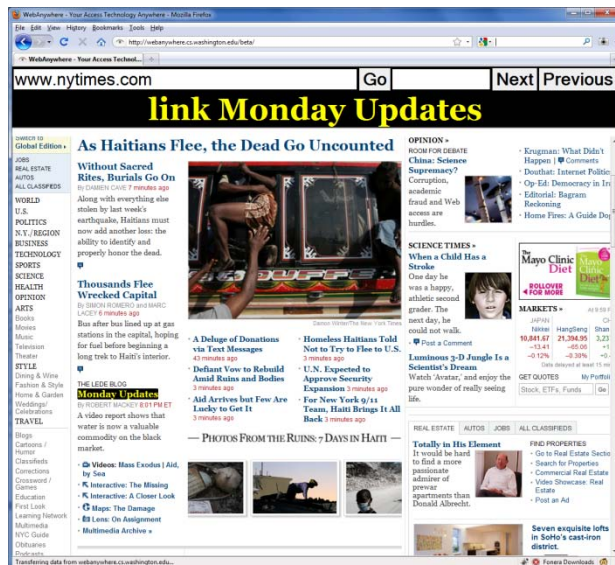 WebAnywhere - Your Access Technology Anywhere - Mozilla Firefox
File Edit View History Bookmarks Tools Help
http://webanywhere.cs.washington.edu/beta/
WebAnywhere - Your Access Technol...
www.nytimes.com Go Next Previous
link Monday Updates
Switch to
Global Edition
JOBS
REAL ESTATE
AUTOS
ALL CLASSIFIEDS
WORLD
U.S.
POLITICS
N.Y./REGION
BUSINESS
TECHNOLOGY
SPORTS
SCIENCE
HEALTH
OPINION
ARTS
Books
Movies
Music
Television
Theater
STYLE
Dining & Wine
Fashion & Style
Home & Garden
Weddings/
Celebrations
TRAVEL
Blogs
Cartoons /
Humor
Classifieds
Corrections
Crossword /
Games
Education
First Look
Learning Network
Multimedia
NYC Guide
Obituaries
Podcasts
As Haitians Flee, the Dead Go Uncounted
Without Sacred
Rites, Burials Go On
By DAMIEN CAVE 7 minutes ago
Along with everything else
stolen by last week's
earthquake, Haitians must
now add another loss: the
ability to identify and
properly honor the dead.
Thousands Flee
Wrecked Capital
By SIMON ROMERO and MARC
LACEY 6 minutes ago
Bus after bus lined up at gas
stations in the capital, hoping
for fuel before beginning a
long trek to Haiti's interior.
THE LEDE BLOG
Monday Updates
By ROBERT MACKEY 8:01 PM ET
A video report shows that
water is now a valuable
commodity on the black
market.
Videos: Mass Exodus | Aid,
by Sea
Interactive: The Missing
Interactive: A Closer Look
Maps: The Damage
Lens: On Assignment
Multimedia Archive »
Damon Winter/The New York Times
A Deluge of Donations
via Text Messages
43 minutes ago
Defiant Vow to Rebuild
Amid Ruins and Bodies
3 minutes ago
Aid Arrives but Few Are
Lucky to Get It
3 minutes ago
Homeless Haitians Told
Not to Try to Flee to U.S.
3 minutes ago
U.N. Expected to
Approve Security
Expansion 3 minutes ago
For New York 9/11
Team, Haiti Brings It All
Back 3 minutes ago
PHOTOS FROM THE RUINS: 7 DAYS IN HAITI
OPINION »
ROOM FOR DEBATE
China: Science
Supremacy?
Corruption,
academic
fraud and Web
access are
hurdles.
Krugman: What Didn't
Happen | Comments
Douthat: Internet Politics
Op-Ed: Democracy in
Editorial: Bagram
Reckoning
Home Fires: A Guide
SCIENCE TIMES »
When a Child Has a
Stroke
One day he
was a happy,
athletic second
grader. The
next day, he
could not walk.
Post a Comment
Luminous 3-D Jungle Is a
Scientist's Dream
Watch 'Avatar,' and enjoy the
pure wonder of really seeing
life.
The Mayo Clinic Diet
ROLLOVER
FOR MORE
MARKETS »
JAPAN
Nikkei HangSeng
10,841.67 21,394.95
-13.41
-0.12% -0.30%
Data delayed at least 15
GET QUOTES
Stock, ETFs, Funds Go
REAL ESTATE AUTOS JOBS ALL CLASSIFIEDS
Totally in His Element
It would be hard
to find a more
passionate
admirer of
prewar
apartments than
Donald Albrecht.
FIND PROPERTIES
Go to Real Estate
Search for Properties
Commercial Real Estate
Video Showcase: Real
Estate
Post an Ad
Seven exquisite lofts
in SoHo's cast-iron
district.
Transferring data from webanywhere.cs.washington.edu...
Fonera Downloads